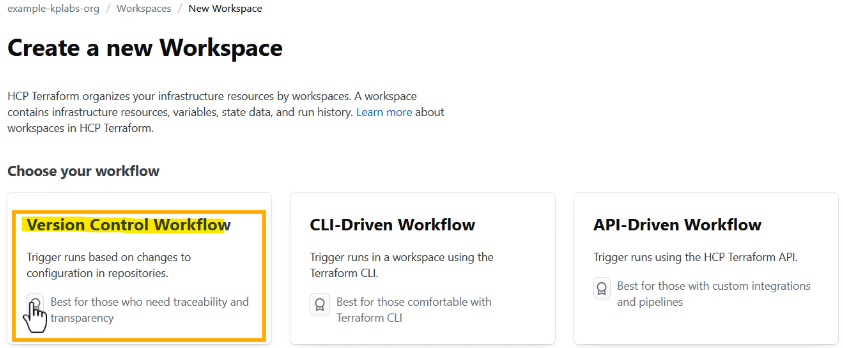 example-kplabs-org / Workspaces / New Workspace
Create a new Workspace
HCP Terraform organizes your infrastructure resources by workspaces. A workspace
contains infrastructure resources, variables, state data, and run history. Learn more about
workspaces in HCP Terraform.
Choose your workflow
Version Control Workflow
Trigger runs based on changes to
configuration in repositories.
Best for those who need traceability and
transparency
CLI-Driven Workflow
Trigger runs in a workspace using the
Terraform CLI.
Best for those comfortable with
Terraform CLI
API-Driven Workflow
Trigger runs using the HCP Terraform API.
Best for those with custom integrations
and pipelines